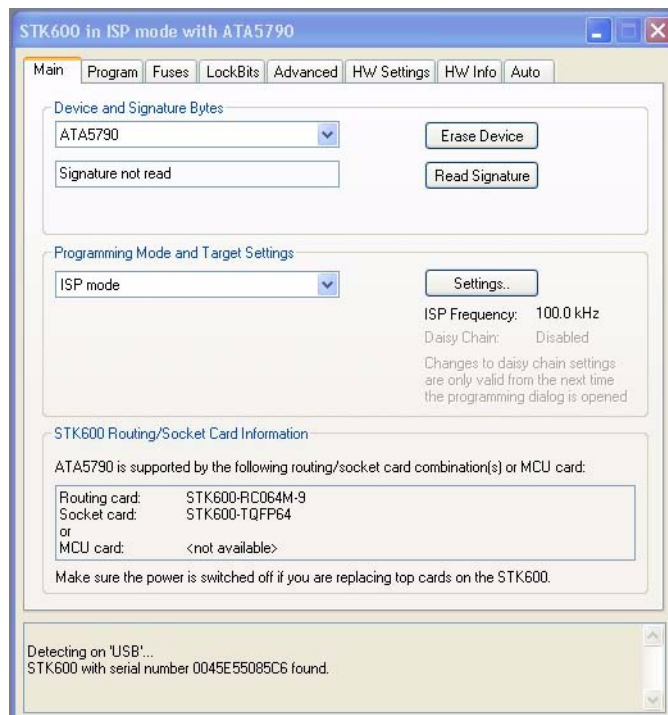 STK600 in ISP mode with ATA5790
Main Program Fuses LockBits Advanced HW Settings HW Info Auto
Device and Signature Bytes
ATA5790
Erase Device
Signature not read
Read Signature
Programming Mode and Target Settings
ISP mode
Settings..
ISP Frequency: 100.0 kHz
Daisy Chain: Disabled
Changes to daisy chain settings
are only valid from the next time
the programming dialog is opened
STK600 Routing/Socket Card Information
ATA5790 is supported by the following routing/socket card combination(s) or MCU card:
Routing card: STK600-RC064M-9
Socket card: STK600-TQFP64
or
MCU card: <not available>
Make sure the power is switched off if you are replacing top cards on the STK600.
Detecting on 'USB'...
STK600 with serial number 0045E55085C6 found.